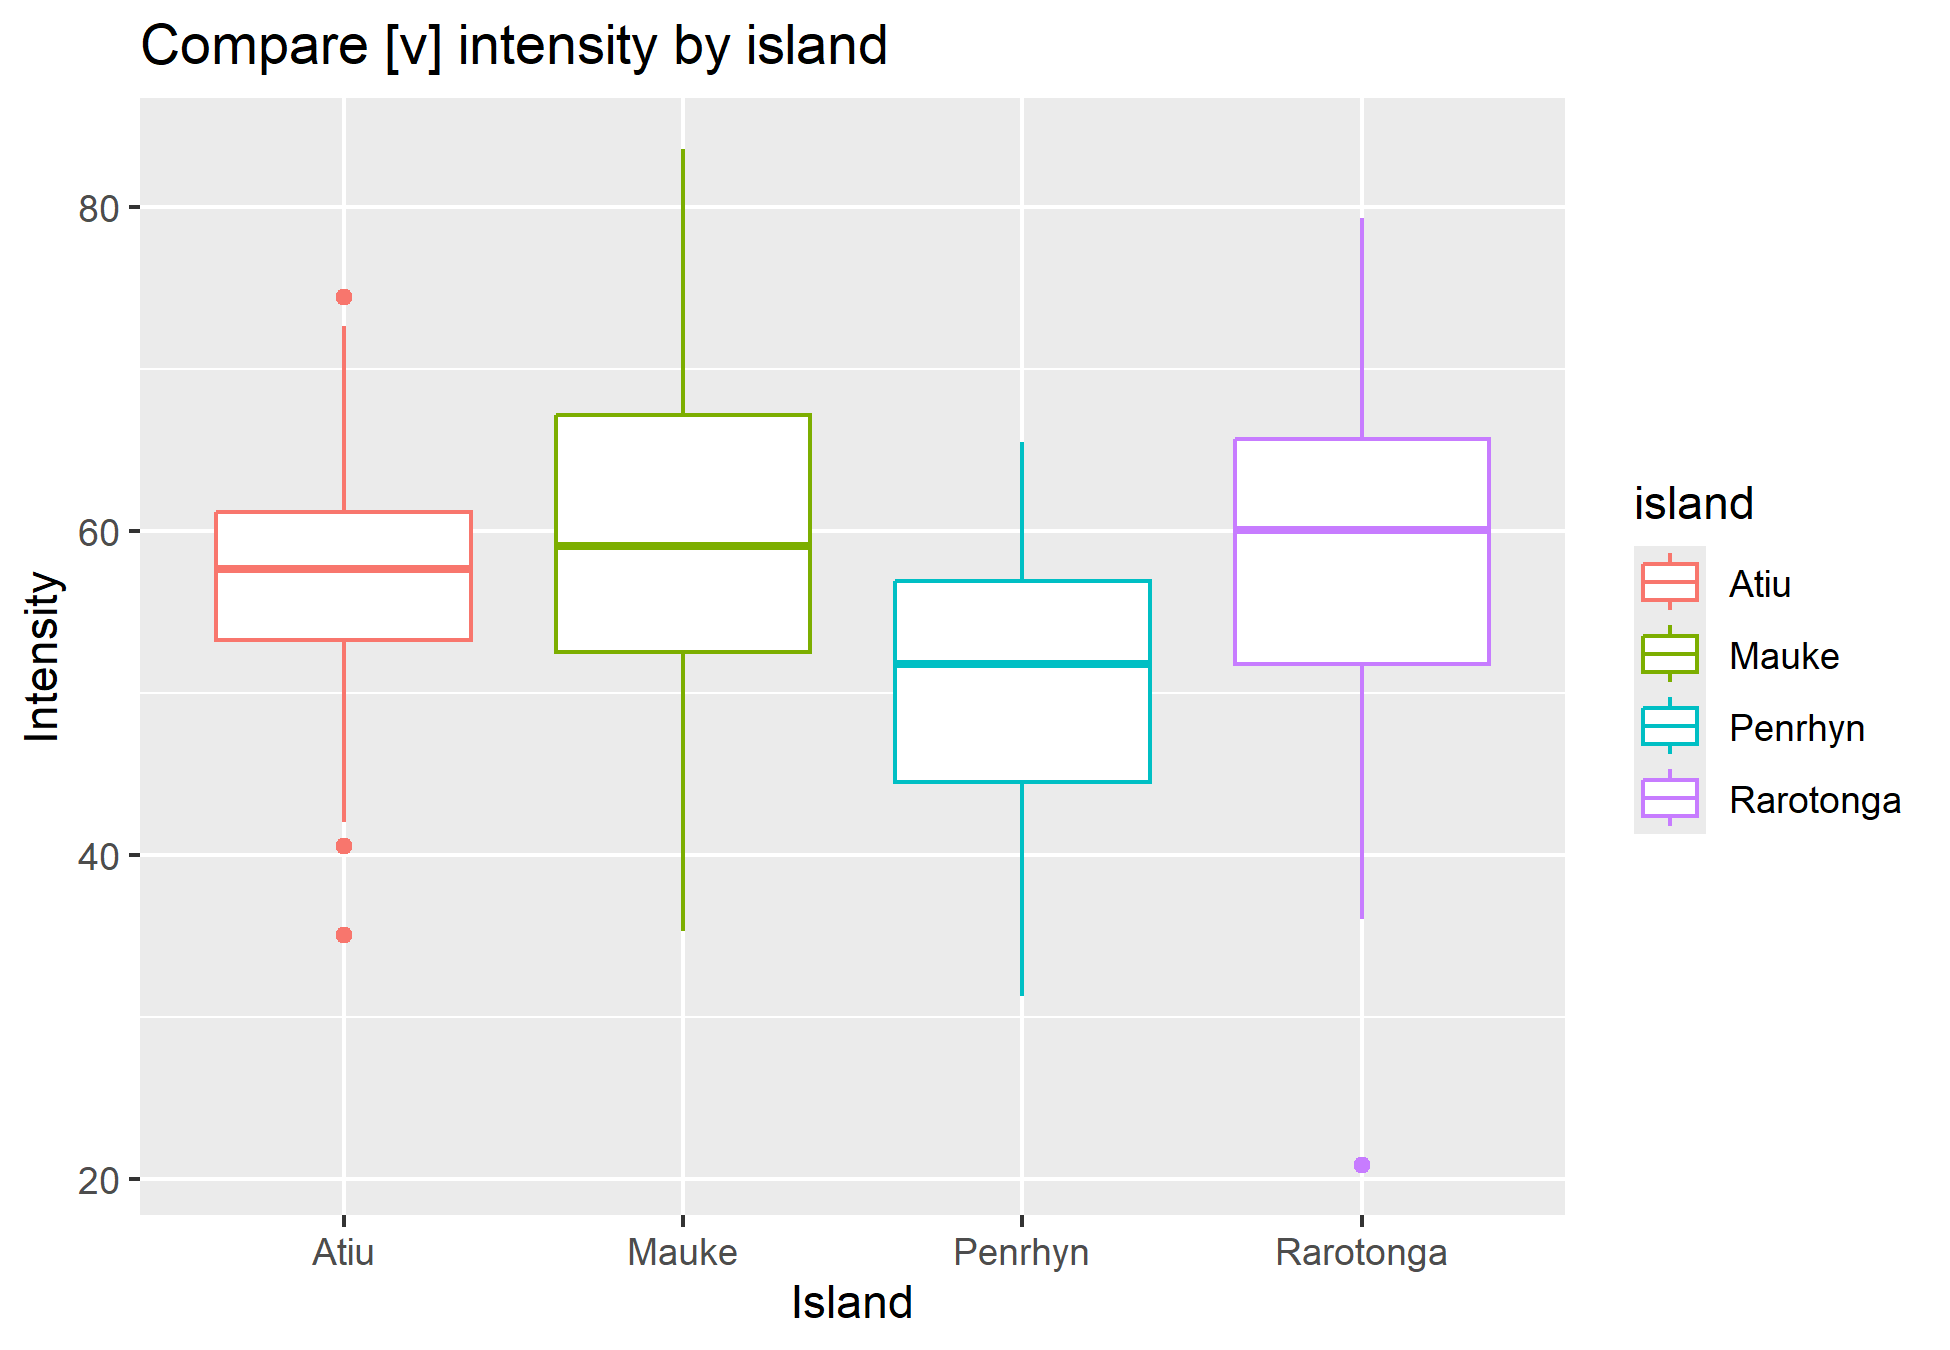 Compare [v] intensity by island
Intensity
80
60
40
20
Atiu
Mauke
Penrhyn
Rarotonga
Island
island
Atiu
Mauke
Penrhyn
Rarotonga